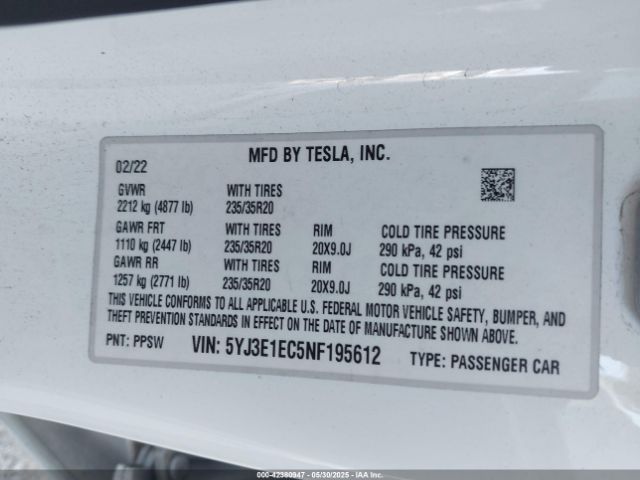 MFD BY TESLA, INC.
02/22
GVWR WITH TIRES
2212 kg (4877 lb) 235/35R20
GAWR FRT WITH TIRES RIM COLD TIRE PRESSURE
1110 kg (2447 lb) 235/35R20 20X9.0J 290 kPa, 42 psi
GAWR RR WITH TIRES RIM COLD TIRE PRESSURE
1257 kg (2771 lb) 235/35R20 20X9.0J 290 kPa, 42 psi
THIS VEHICLE CONFORMS TO ALL APPLICABLE U.S. FEDERAL MOTOR VEHICLE SAFETY, BUMPER, AND
THEFT PREVENTION STANDARDS IN EFFECT ON THE DATE OF MANUFACTURE SHOWN ABOVE.
PNT: PPSW VIN: 5YJ3E1EC5NF195612 TYPE: PASSENGER CAR
000-42380947 - 05/30/2025 - IAA Inc.